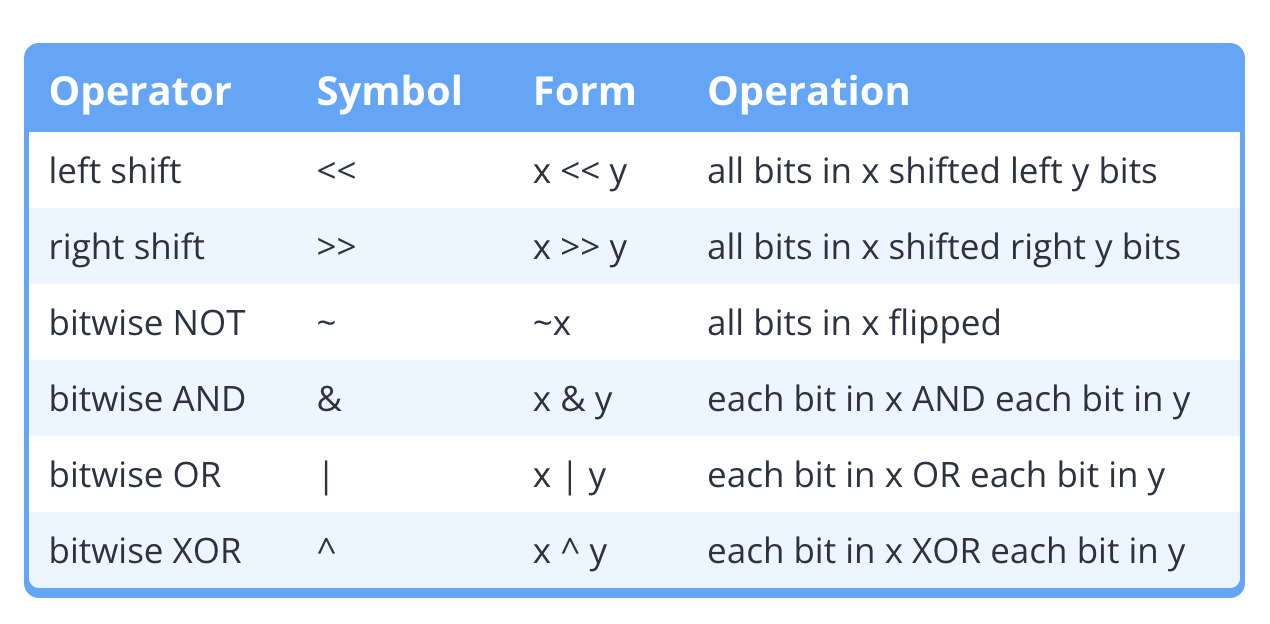 Operator Symbol Form Operation
left shift << x << y all bits in x shifted left y bits
right shift >> x >> y all bits in x shifted right y bits
bitwise NOT ~ ~x all bits in x flipped
bitwise AND & x & y each bit in x AND each bit in y
bitwise OR | x | y each bit in x OR each bit in y
bitwise XOR ^ x ^ y each bit in x XOR each bit in y